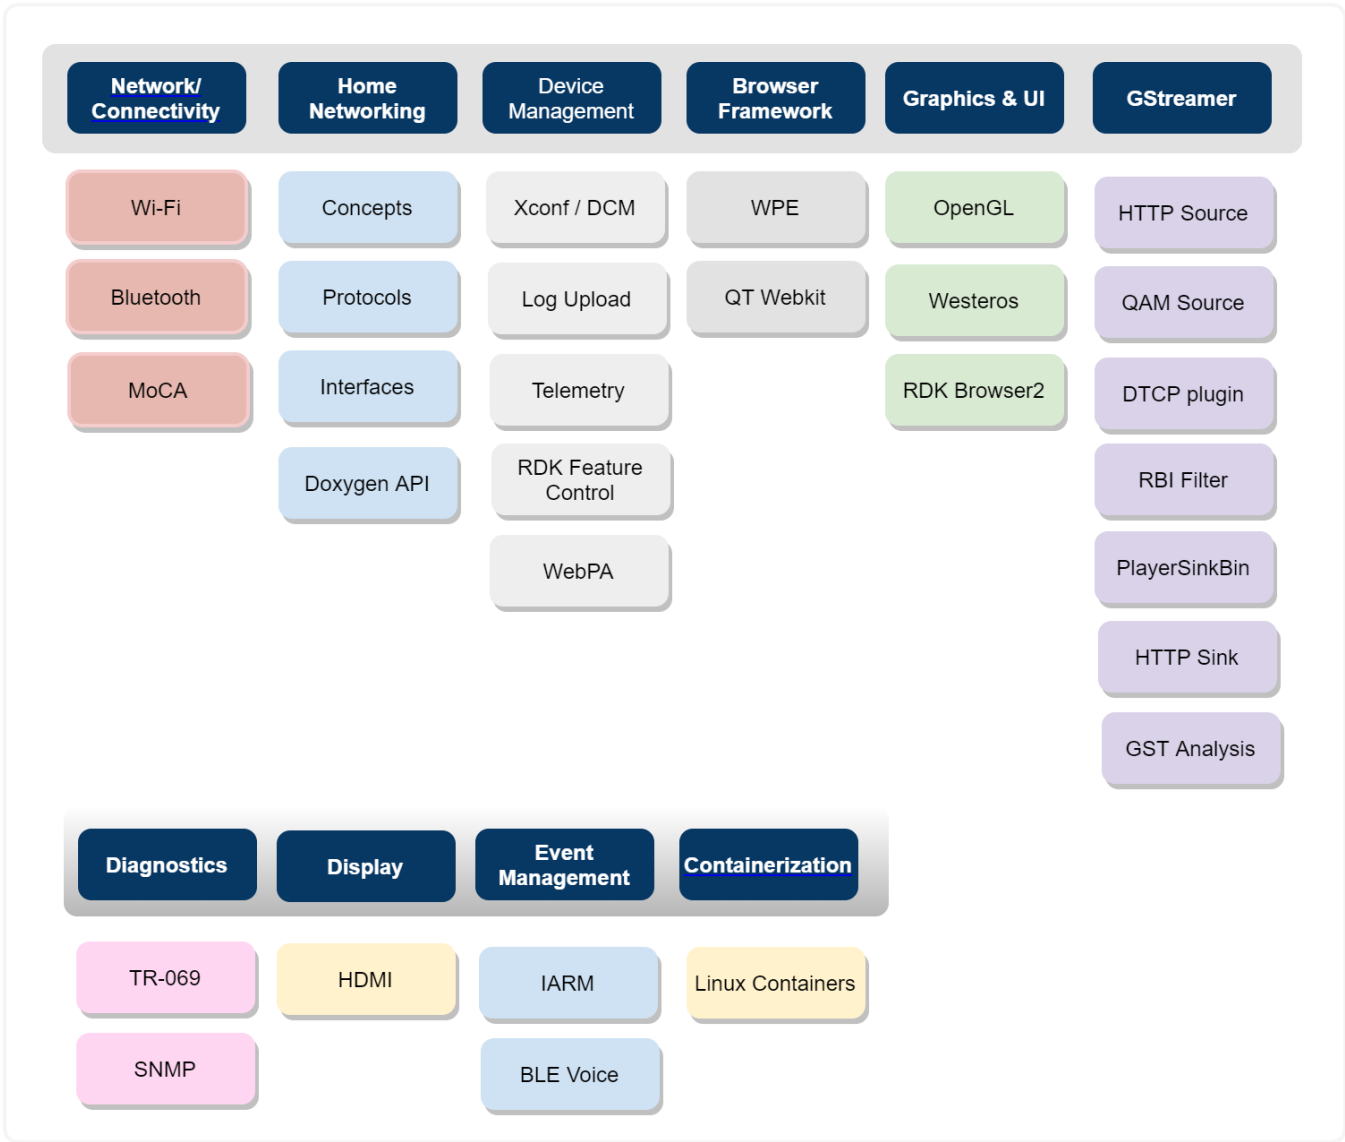 Network/
Connectivity
Home
Networking
Device
Management
Browser
Framework
Graphics & UI
GStreamer
Wi-Fi
Bluetooth
MoCA
Concepts
Protocols
Interfaces
Doxygen API
Xconf / DCM
Log Upload
Telemetry
RDK Feature
Control
WebPA
WPE
QT Webkit
OpenGL
Westeros
RDK Browser2
HTTP Source
QAM Source
DTCP plugin
RBI Filter
PlayerSinkBin
HTTP Sink
GST Analysis
Diagnostics
Display
Event
Management
Containerization
TR-069
SNMP
HDMI
IARM
BLE Voice
Linux Containers